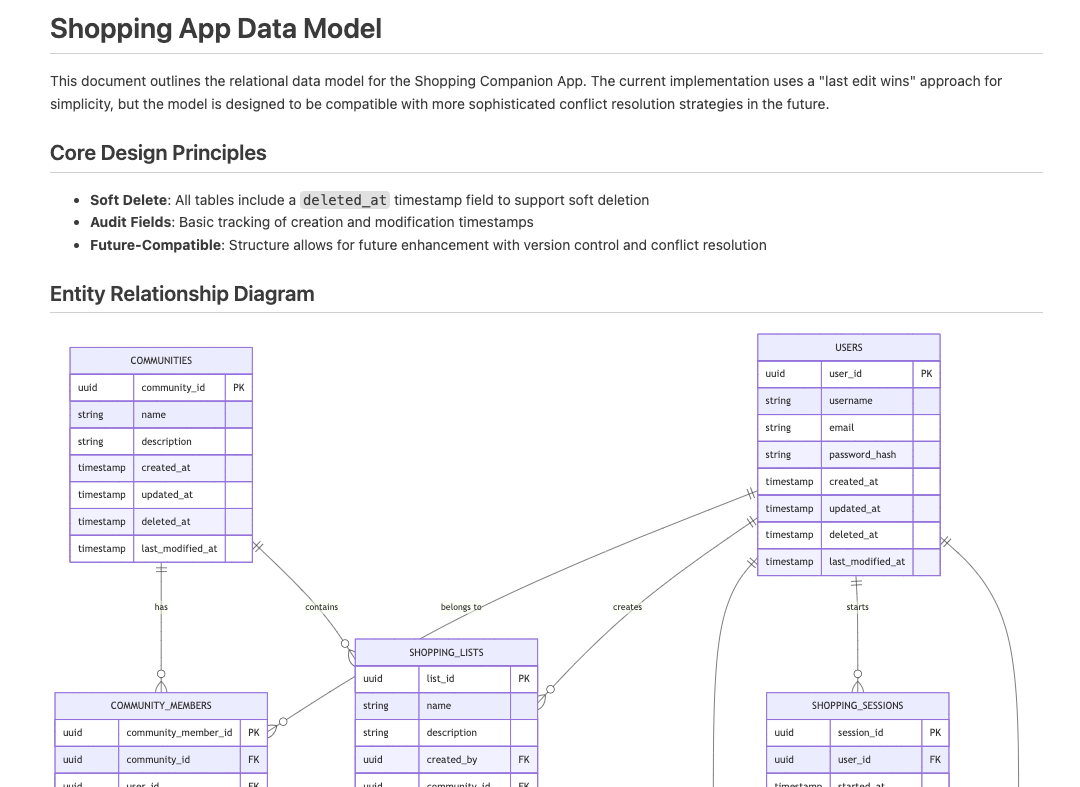 Shopping App Data Model
This document outlines the relational data model for the Shopping Companion App. The current implementation uses a "last edit wins" approach for
simplicity, but the model is designed to be compatible with more sophisticated conflict resolution strategies in the future.
Core Design Principles
Soft Delete: All tables include a deleted_at timestamp field to support soft deletion
Audit Fields: Basic tracking of creation and modification timestamps
Future-Compatible: Structure allows for future enhancement with version control and conflict resolution
Entity Relationship Diagram
COMMUNITIES
uuid community_id PK
string name
string description
timestamp created_at
timestamp updated_at
timestamp deleted_at
timestamp last_modified_at
USERS
uuid user_id PK
string username
string email
string password_hash
timestamp created_at
timestamp updated_at
timestamp deleted_at
timestamp last_modified_at
has
contains
belongs to
creates
starts
COMMUNITY_MEMBERS
uuid community_member_id PK
uuid community_id FK
uuid user_id FK
SHOPPING_LISTS
uuid list_id PK
string name
string description
uuid created_by FK
uuid community_id FK
SHOPPING_SESSIONS
uuid session_id PK
uuid user_id FK
timestamp started_at